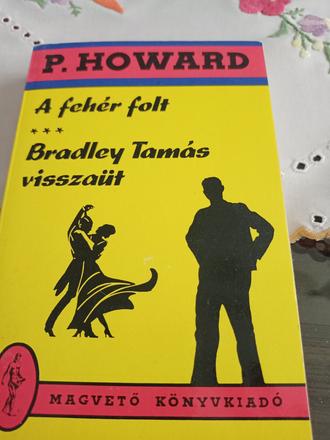 P. HOWARD
A fehér folt
***
Bradley Tamás
visszaüt
MAGVETŐ KÖNYVKIADÓ